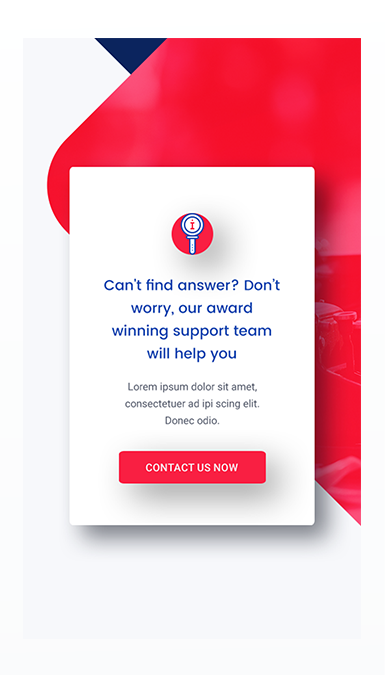 i
Can't find answer? Don't
worry, our award
winning support team
will help you
Lorem ipsum dolor sit amet,
consectetuer ad ipi scing elit.
Donec odio.
CONTACT US NOW